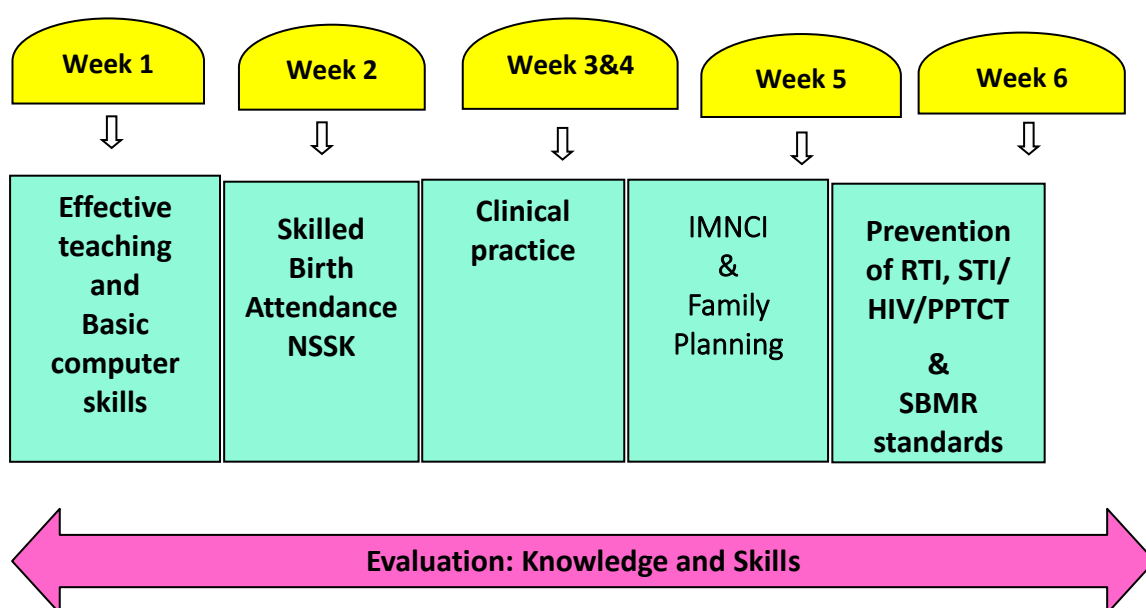 Week 1
Week 2
Week 3&4
Week 5
Week 6
Effective
teaching
and
Basic
computer
skills
Skilled
Birth
Attendance
NSSK
Clinical
practice
IMNCI
&
Family
Planning
Prevention
of RTI, STI/
HIV/PPTCT
&
SBMR
standards
Evaluation: Knowledge and Skills